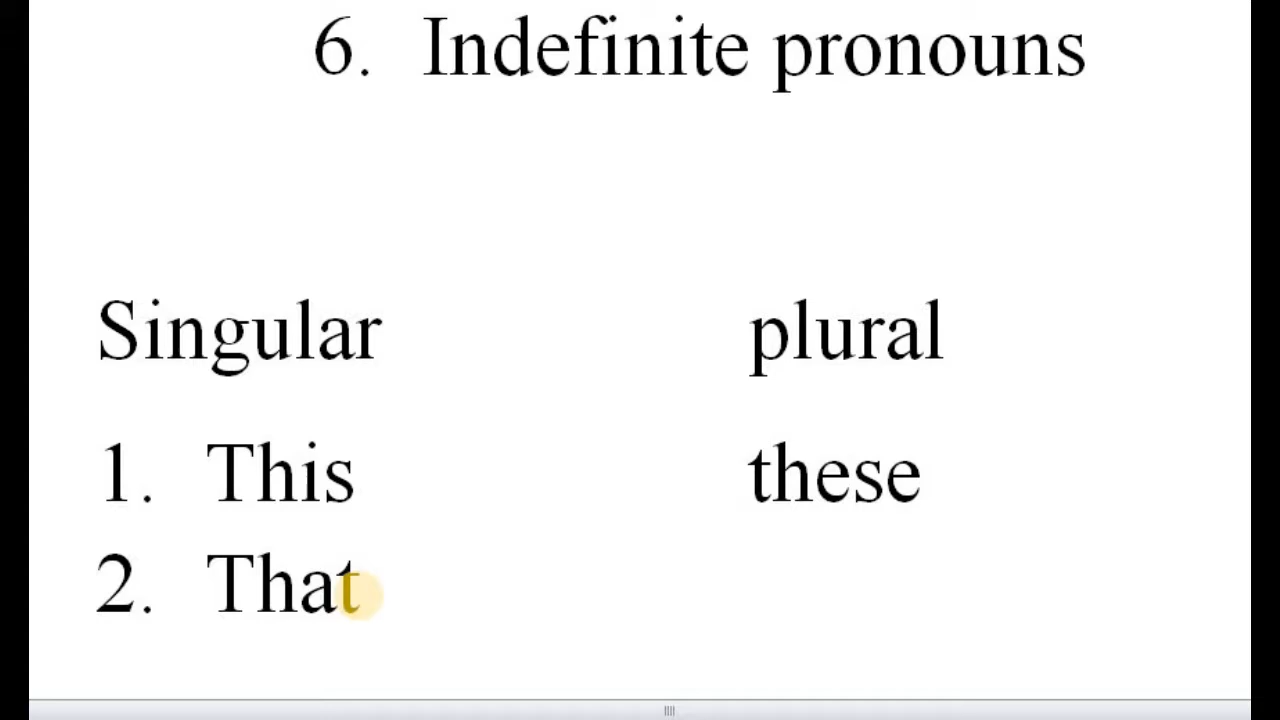 6. Indefinite pronouns
Singular plural
1. This these
2. That